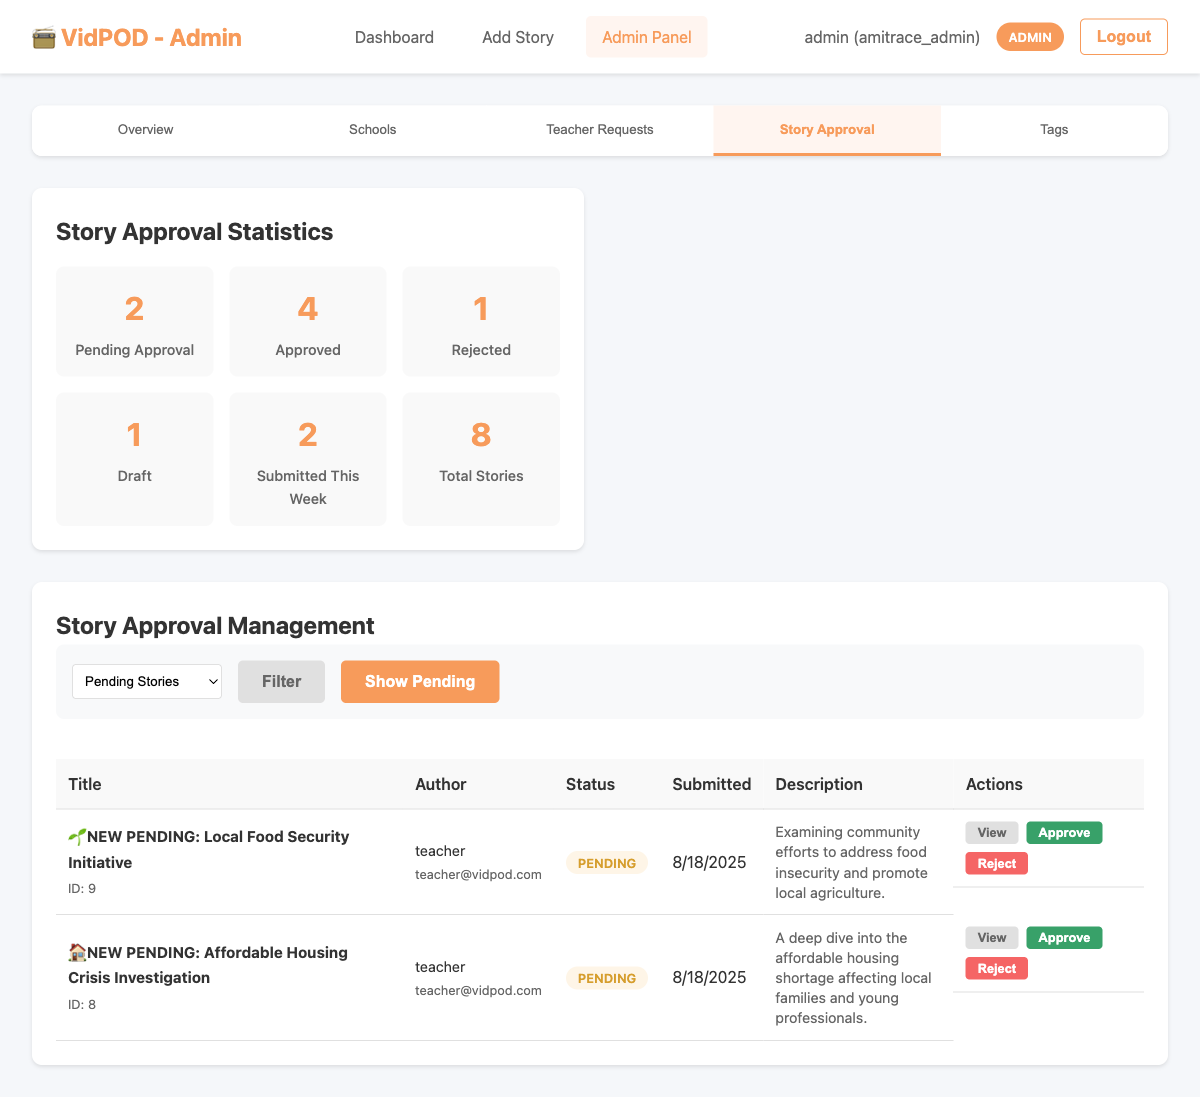 VidPOD - Admin
Dashboard
Add Story
Admin Panel
admin (amitrace_admin)
ADMIN
Logout
Overview
Schools
Teacher Requests
Story Approval
Tags
Story Approval Statistics
2
Pending Approval
4
Approved
1
Rejected
1
Draft
2
Submitted This
Week
8
Total Stories
Story Approval Management
Pending Stories
Filter
Show Pending
Title
Author
Status
Submitted
Description
Actions
🌱NEW PENDING: Local Food Security
Initiative
ID: 9
teacher
teacher@vidpod.com
PENDING
8/18/2025
Examining community
efforts to address food
insecurity and promote
local agriculture.
View
Approve
Reject
🏠NEW PENDING: Affordable Housing
Crisis Investigation
ID: 8
teacher
teacher@vidpod.com
PENDING
8/18/2025
A deep dive into the
affordable housing
shortage affecting local
families and young
professionals.
View
Approve
Reject